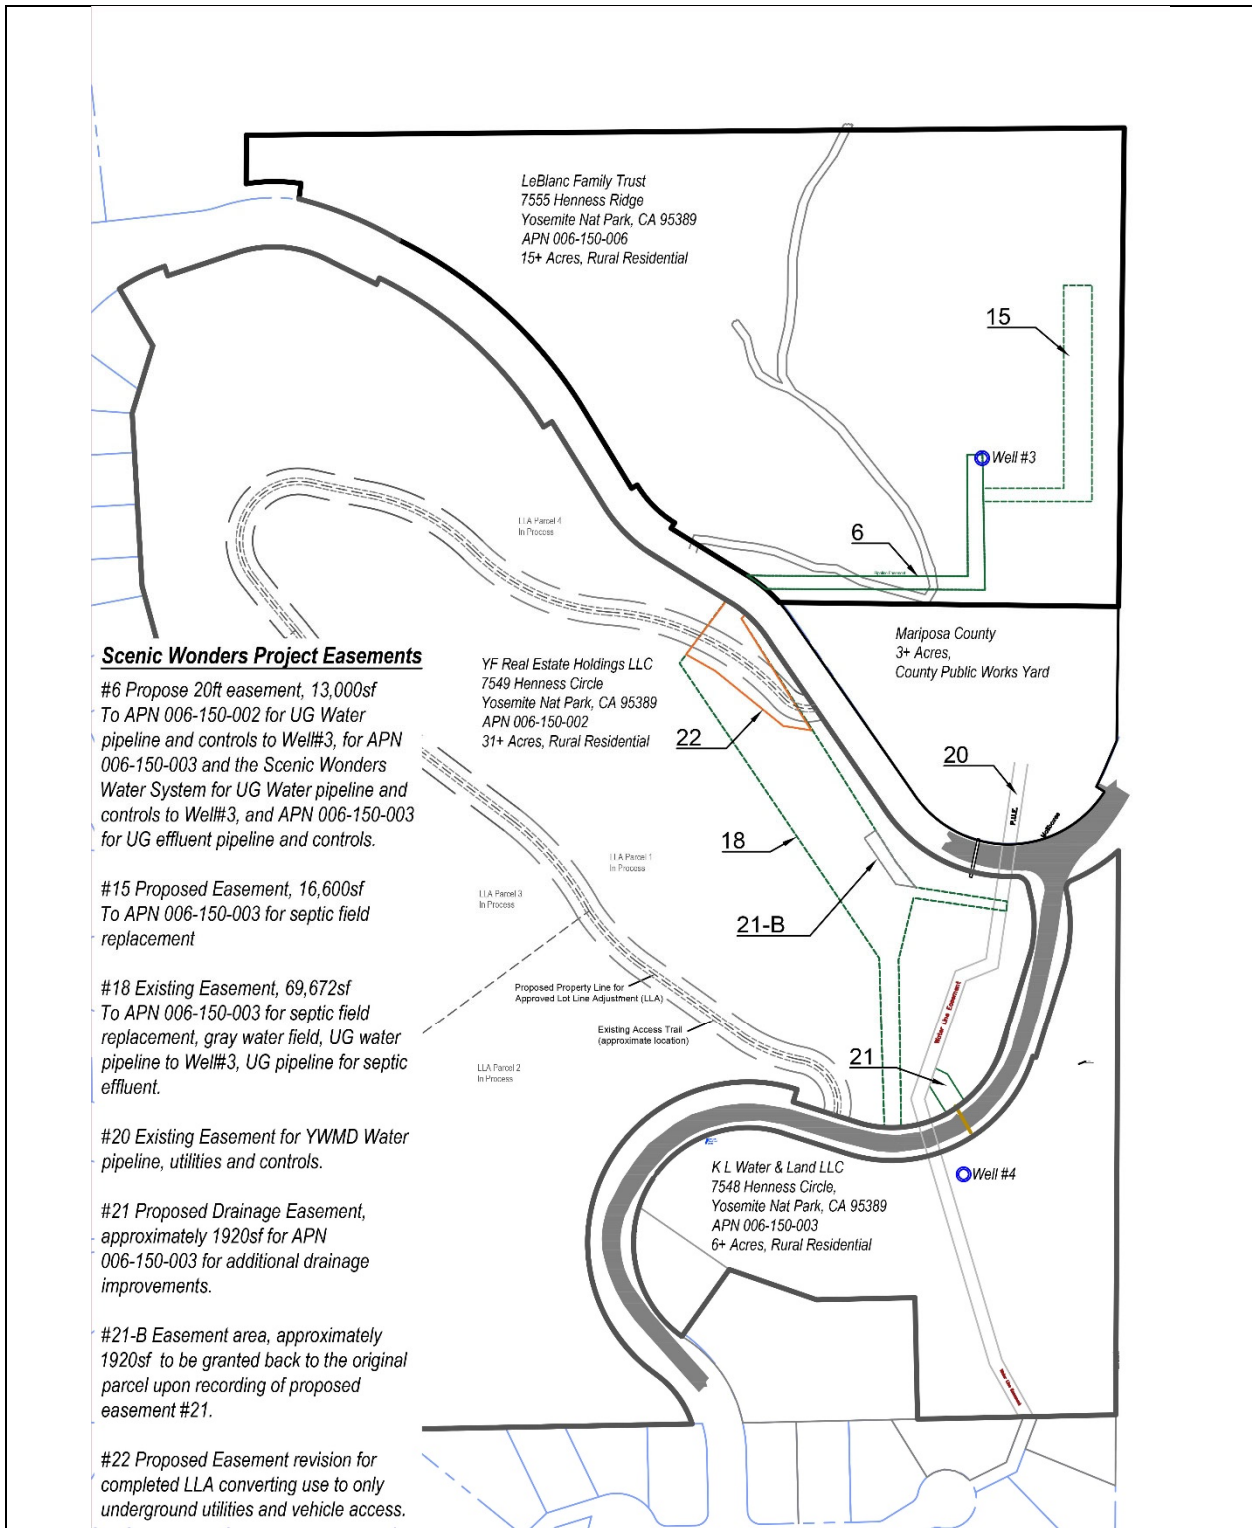 LeBlanc Family Trust
7555 Henness Ridge
Yosemite Nat Park, CA 95389
APN 006-150-006
15+ Acres, Rural Residential
15
Well #3
6
LLA Parcel 4
In Process
Mariposa County
3+ Acres,
County Public Works Yard
YF Real Estate Holdings LLC
7549 Henness Circle
Yosemite Nat Park, CA 95389
APN 006-150-002
31+ Acres, Rural Residential
22
20
P.U.E.
18
LLA Parcel 1
In Process
LLA Parcel 3
In Process
21-B
Proposed Property Line for
Approved Lot Line Adjustment (LLA)
Water Line Easement
Existing Access Trail
(approximate location)
21
LLA Parcel 2
In Process
K L Water & Land LLC
7548 Henness Circle,
Yosemite Nat Park, CA 95389
APN 006-150-003
6+ Acres, Rural Residential
Well #4
Water Line Easement
Scenic Wonders Project Easements
#6 Propose 20ft easement, 13,000sf
To APN 006-150-002 for UG Water
pipeline and controls to Well#3, for APN
006-150-003 and the Scenic Wonders
Water System for UG Water pipeline and
controls to Well#3, and APN 006-150-003
for UG effluent pipeline and controls.
#15 Proposed Easement, 16,600sf
To APN 006-150-003 for septic field
replacement
#18 Existing Easement, 69,672sf
To APN 006-150-003 for septic field
replacement, gray water field, UG water
pipeline to Well#3, UG pipeline for septic
effluent.
#20 Existing Easement for YWMD Water
pipeline, utilities and controls.
#21 Proposed Drainage Easement,
approximately 1920sf for APN
006-150-003 for additional drainage
improvements.
#21-B Easement area, approximately
1920sf to be granted back to the original
parcel upon recording of proposed
easement #21.
#22 Proposed Easement revision for
completed LLA converting use to only
underground utilities and vehicle access.